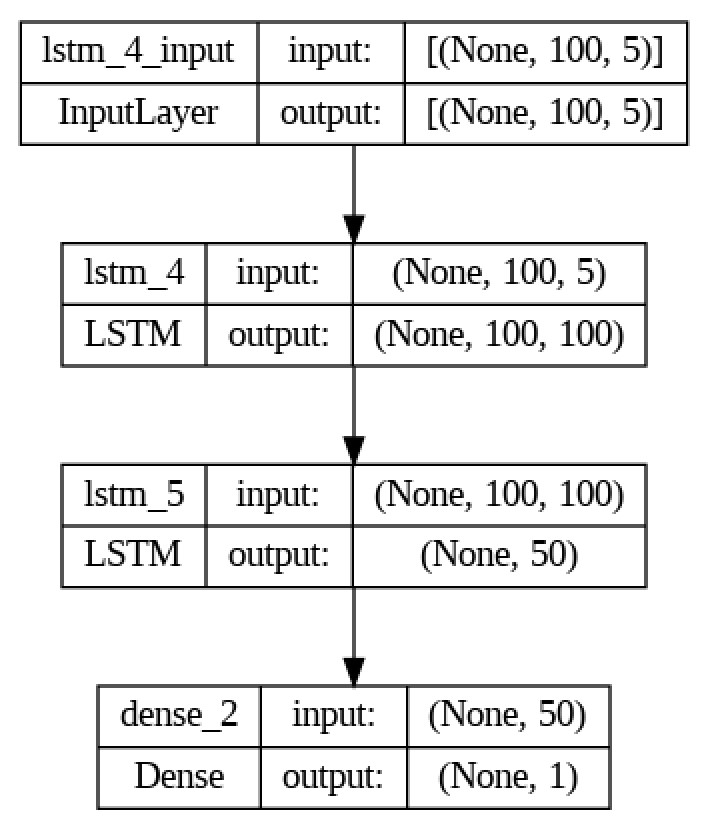 lstm_4_input input: [(None, 100, 5)]
InputLayer output: [(None, 100, 5)]
lstm_4 input: (None, 100, 5)
LSTM output: (None, 100, 100)
lstm_5 input: (None, 100, 100)
LSTM output: (None, 50)
dense_2 input: (None, 50)
Dense output: (None, 1)